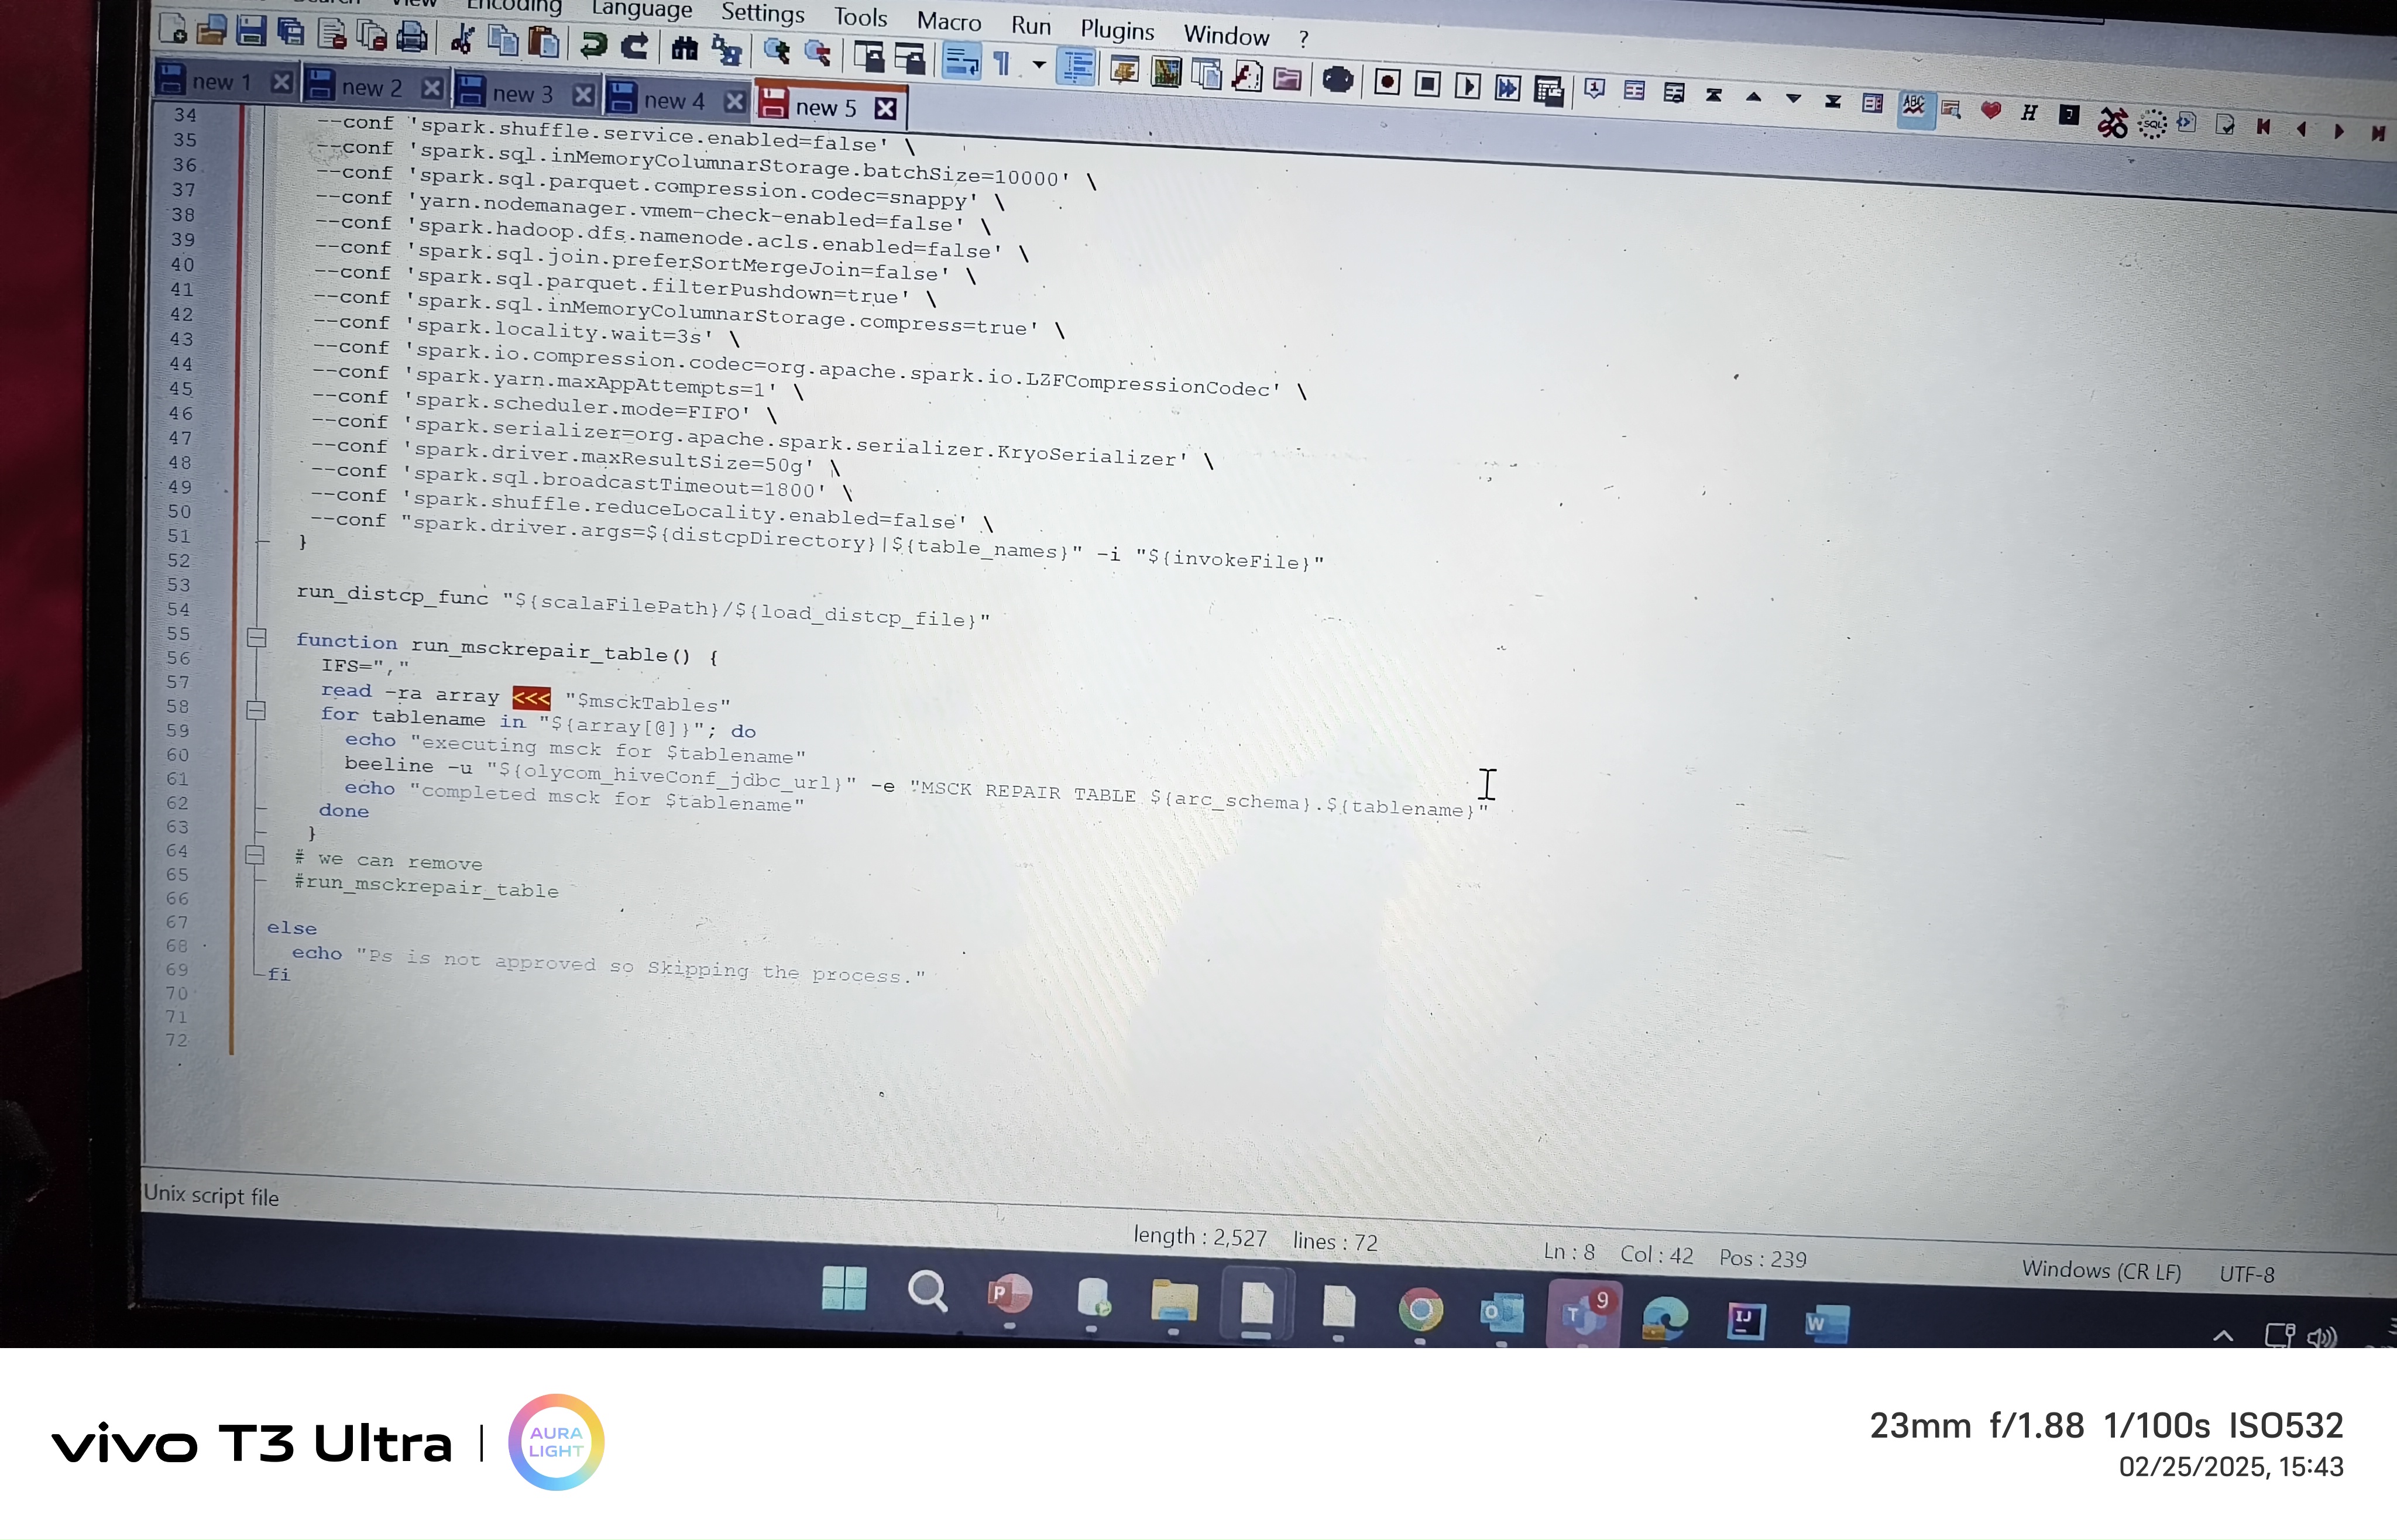 Encoding Language Settings Tools Macro Run Plugins Window ?
new 1 new 2 new 3 new 4 new 5
34 --conf 'spark.shuffle.service.enabled=false' \
35 --conf 'spark.sql.inMemoryColumnarStorage.batchSize=10000' \
36 --conf 'spark.sql.parquet.compression.codec=snappy' \
37 --conf 'yarn.nodemanager.vmem-check-enabled=false' \
38 --conf 'spark.hadoop.dfs.namenode.acls.enabled=false' \
39 --conf 'spark.sql.join.preferSortMergeJoin=false' \
40 --conf 'spark.sql.parquet.filterPushdown=true' \
41 --conf 'spark.sql.inMemoryColumnarStorage.compress=true' \
42 --conf 'spark.locality.wait=3s' \
43 --conf 'spark.io.compression.codec=org.apache.spark.io.LZFCompressionCodec' \
44 --conf 'spark.yarn.maxAppAttempts=1' \
45 --conf 'spark.scheduler.mode=FIFO' \
46 --conf 'spark.serializer=org.apache.spark.serializer.KryoSerializer' \
47 --conf 'spark.driver.maxResultSize=50g' \
48 --conf 'spark.sql.broadcastTimeout=1800' \
49 --conf 'spark.shuffle.reduceLocality.enabled=false' \
50 --conf "spark.driver.args=${distcpDirectory}|${table_names}" -i "${invokeFile}"
51 }
52
53 run_distcp_func "${scalaFilePath}/${load_distcp_file}"
54
55 function run_msckrepair_table() {
56 IFS=","
57 read -ra array <<< "$msckTables"
58 for tablename in "${array[@]}"; do
59 echo "executing msck for $tablename"
60 beeline -u "${olycom_hiveConf_jdbc_url}" -e "MSCK REPAIR TABLE ${arc_schema}.${tablename}"
61 echo "completed msck for $tablename"
62 done
63 }
64 # we can remove
65 #run_msckrepair_table
66
67 else
68 echo "Ps is not approved so Skipping the process."
69 fi
70
71
72
Unix script file length : 2,527 lines : 72 Ln : 8 Col : 42 Pos : 239 Windows (CR LF) UTF-8
9
vivo T3 Ultra | AURA LIGHT
23mm f/1.88 1/100s ISO532
02/25/2025, 15:43